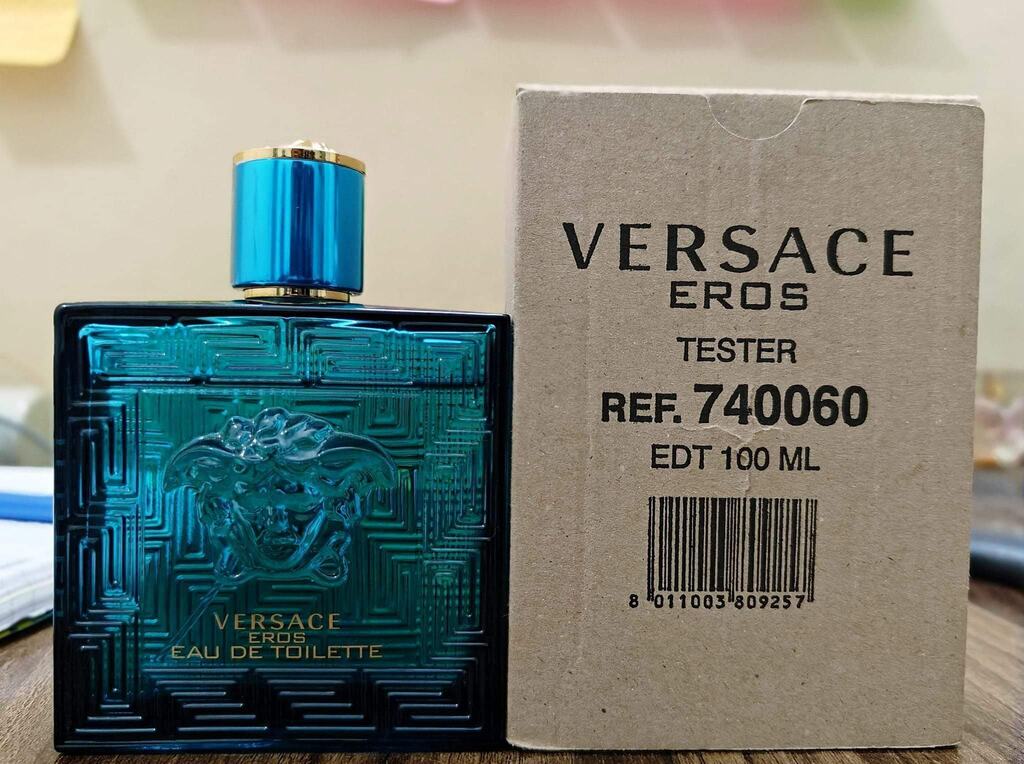 VERSACE
EROS
EAU DE TOILETTE
VERSACE
EROS
TESTER
REF. 740060
EDT 100 ML
8 011003 809257